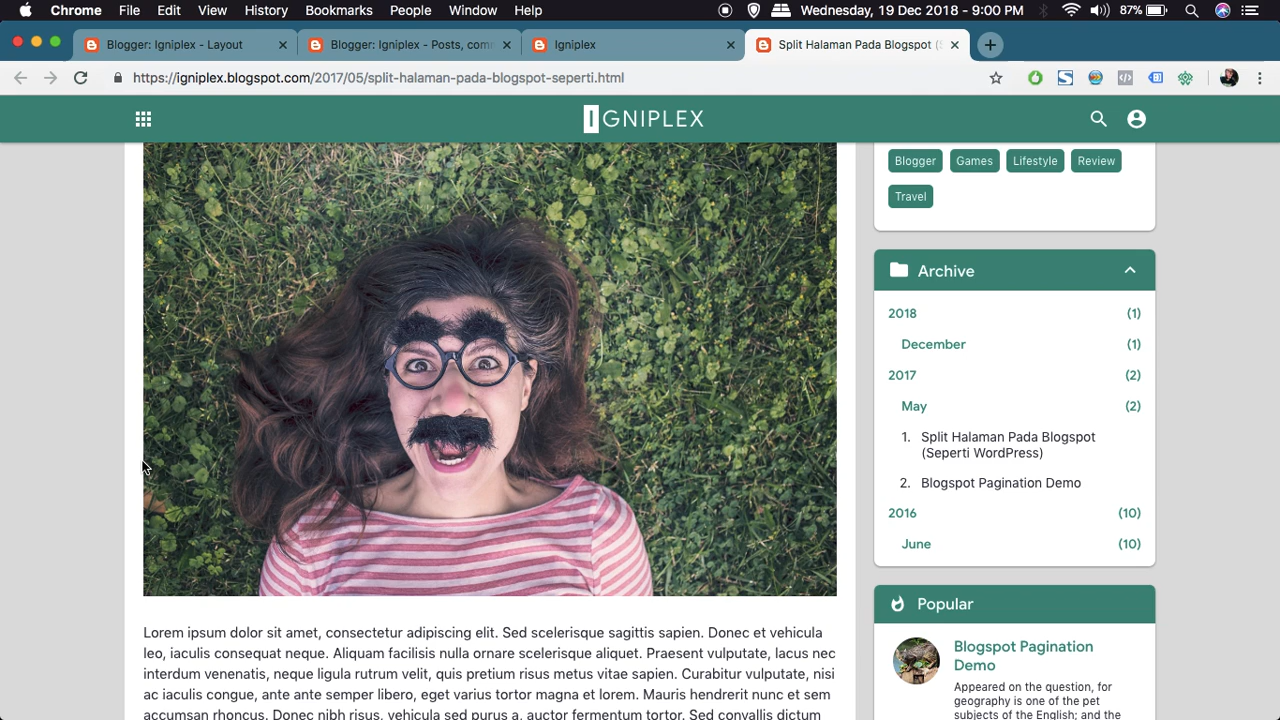 Chrome File Edit View History Bookmarks People Window Help Wednesday, 19 Dec 2018 - 9:00 PM 87%
Blogger: Igniplex - Layout Blogger: Igniplex - Posts, com Igniplex Split Halaman Pada Blogspot (S
https://igniplex.blogspot.com/2017/05/split-halaman-pada-blogspot-seperti.html
IGNIPLEX
Blogger Games Lifestyle Review
Travel
Archive
2018 (1)
December (1)
2017 (2)
May (2)
1. Split Halaman Pada Blogspot
(Seperti WordPress)
2. Blogspot Pagination Demo
2016 (10)
June (10)
Popular
Blogspot Pagination
Demo
Appeared on the question, for
geography is one of the pet
subjects of the English; and the
Lorem ipsum dolor sit amet, consectetur adipiscing elit. Sed scelerisque sagittis sapien. Donec et vehicula
leo, iaculis consequat neque. Aliquam facilisis nulla ornare scelerisque aliquet. Praesent vulputate, lacus nec
interdum venenatis, neque ligula rutrum velit, quis pretium risus metus vitae sapien. Curabitur vulputate, nisi
ac iaculis congue, ante ante semper libero, eget varius tortor magna et lorem. Mauris hendrerit nunc et sem
accumsan rhoncus. Donec nibh risus, vehicula sed purus a, auctor fermentum tortor. Sed convallis dictum